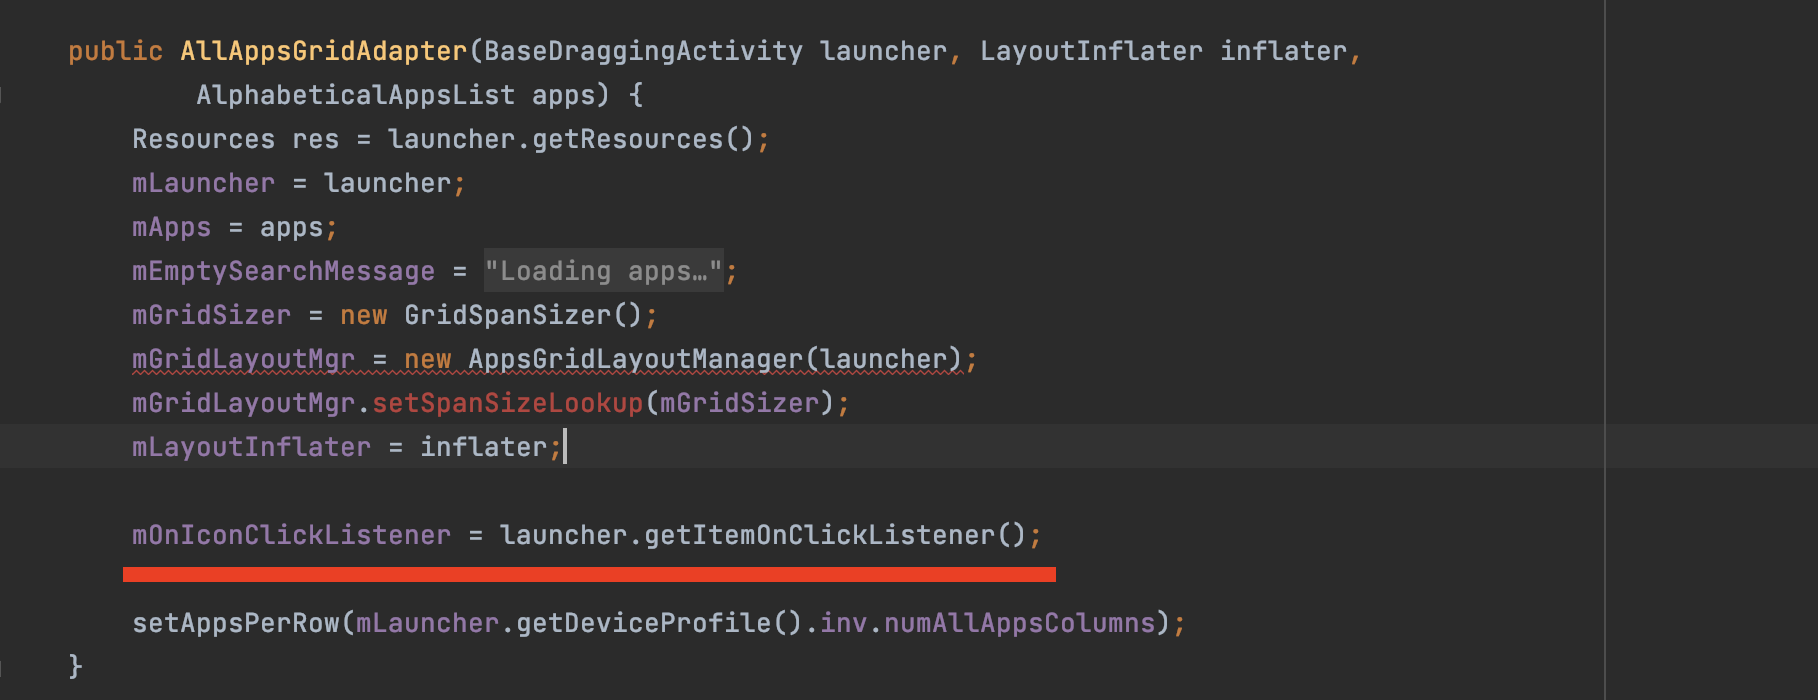 public AllAppsGridAdapter(BaseDraggingActivity launcher, LayoutInflater inflater,
AlphabeticalAppsList apps) {
Resources res = launcher.getResources();
mLauncher = launcher;
mApps = apps;
mEmptySearchMessage = "Loading apps…";
mGridSizer = new GridSpanSizer();
mGridLayoutMgr = new AppsGridLayoutManager(launcher);
mGridLayoutMgr.setSpanSizeLookup(mGridSizer);
mLayoutInflater = inflater;
mOnIconClickListener = launcher.getItemOnClickListener();
setAppsPerRow(mLauncher.getDeviceProfile().inv.numAllAppsColumns);
}